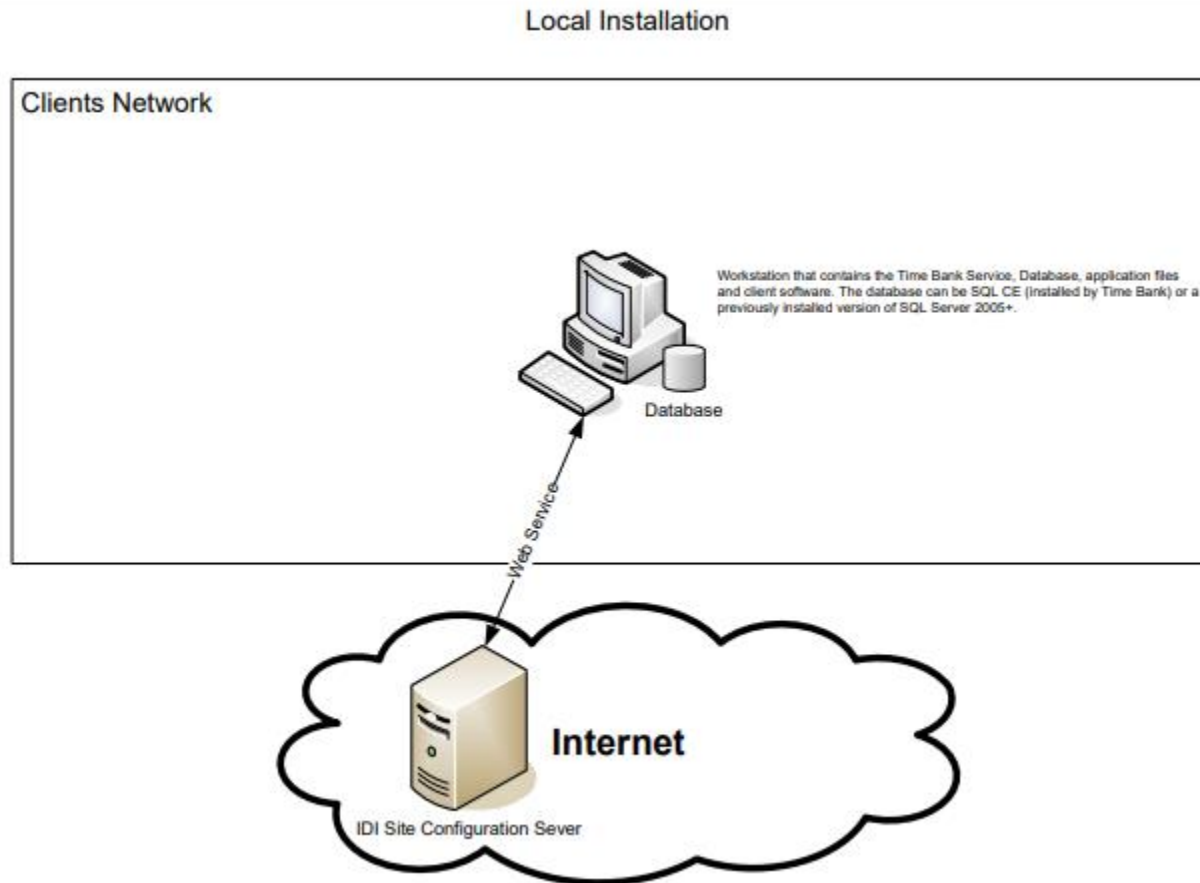 Local Installation
Clients Network
Workstation that contains the Time Bank Service, Database, application files
and client software. The database can be SQL CE (installed by Time Bank) or a
previously installed version of SQL Server 2005+.
Database
Web Service
Internet
IDI Site Configuration Sever